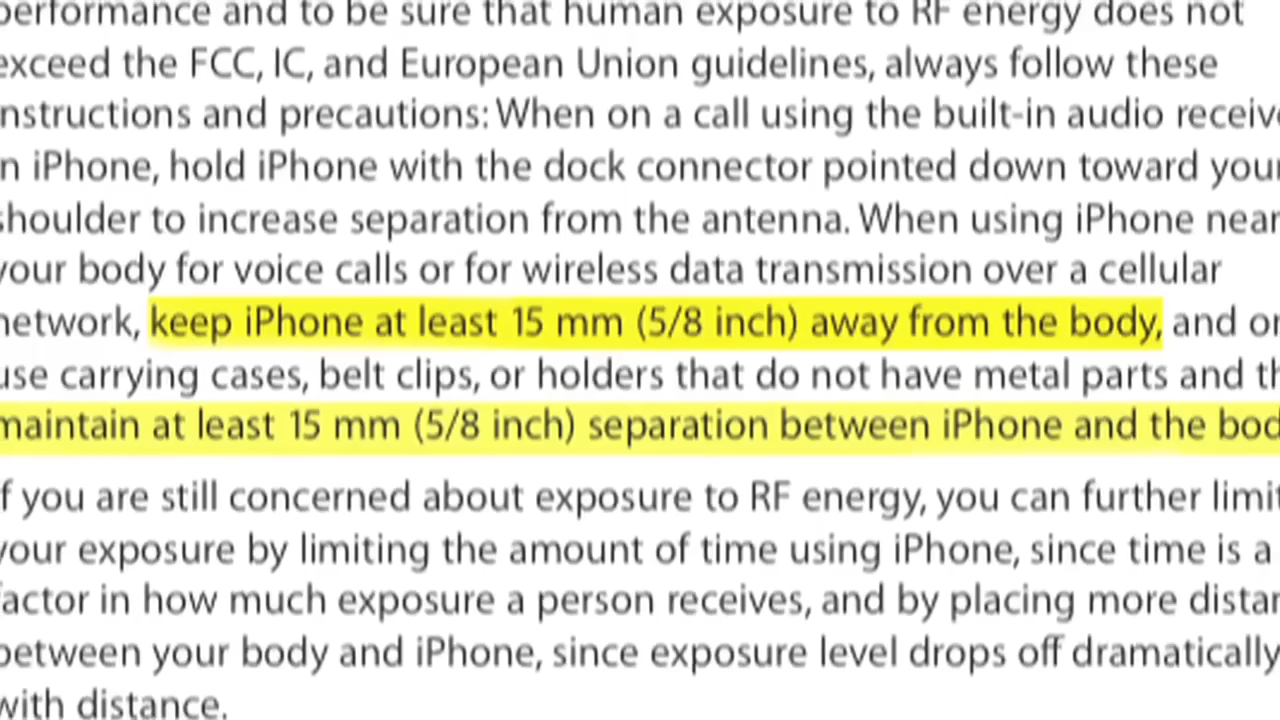 performance and to be sure that human exposure to RF energy does not
exceed the FCC, IC, and European Union guidelines, always follow these
instructions and precautions: When on a call using the built-in audio receive
in iPhone, hold iPhone with the dock connector pointed down toward your
shoulder to increase separation from the antenna. When using iPhone near
your body for voice calls or for wireless data transmission over a cellular
network, keep iPhone at least 15 mm (5/8 inch) away from the body, and on
use carrying cases, belt clips, or holders that do not have metal parts and th
maintain at least 15 mm (5/8 inch) separation between iPhone and the bod
If you are still concerned about exposure to RF energy, you can further limit
your exposure by limiting the amount of time using iPhone, since time is a
factor in how much exposure a person receives, and by placing more distan
between your body and iPhone, since exposure level drops off dramatically
with distance.